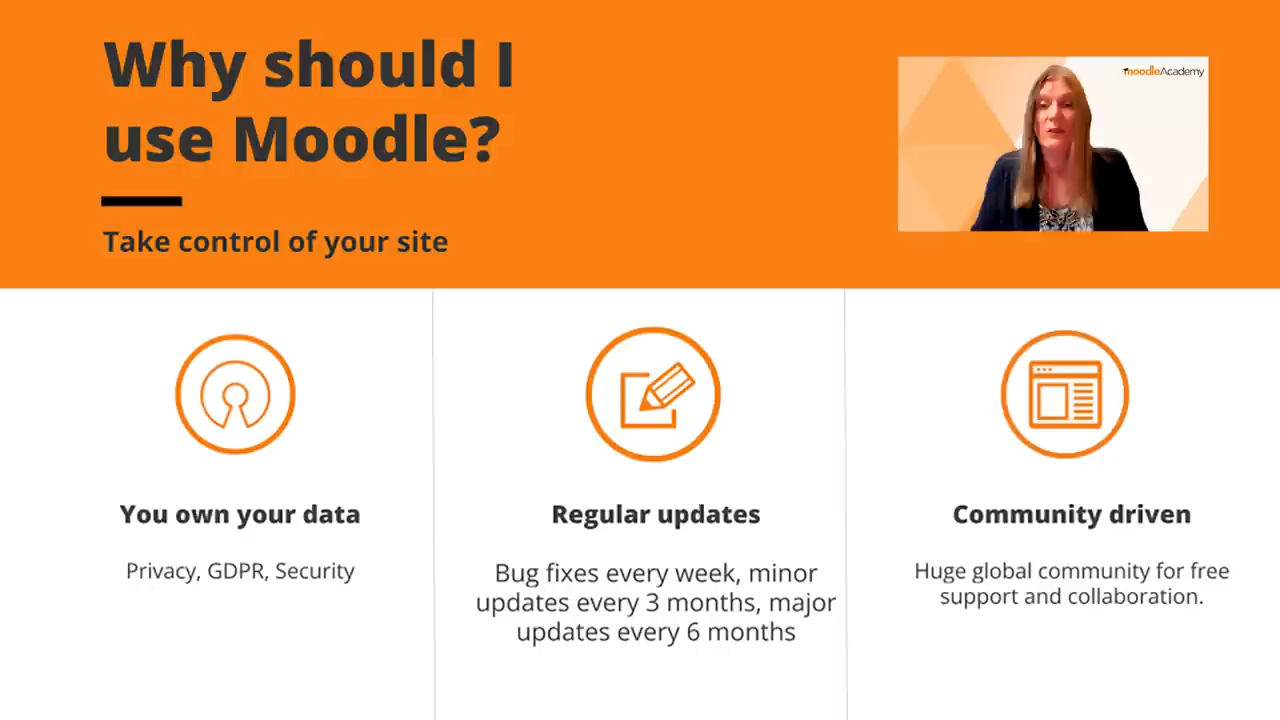 Why should I
use Moodle?
Take control of your site
moodleAcademy
You own your data
Privacy, GDPR, Security
Regular updates
Bug fixes every week, minor
updates every 3 months, major
updates every 6 months
Community driven
Huge global community for free
support and collaboration.